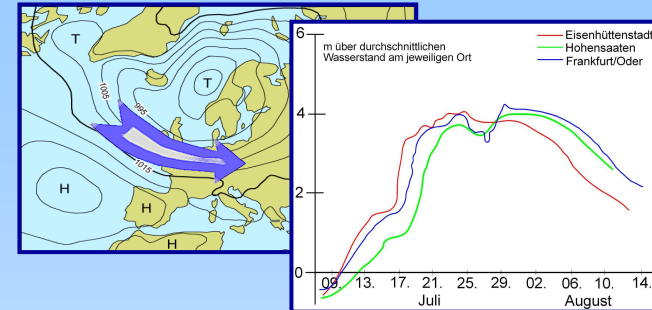 T
T
1005
995
1015
H
H
H
6
m über durchschnittlichen
Wasserstand am jeweiligen Ort
Eisenhüttenstadt
Hohensaaten
Frankfurt/Oder
4
2
0
09. 13. 17. 21. 25. 29. 02. 06. 10. 14.
Juli August